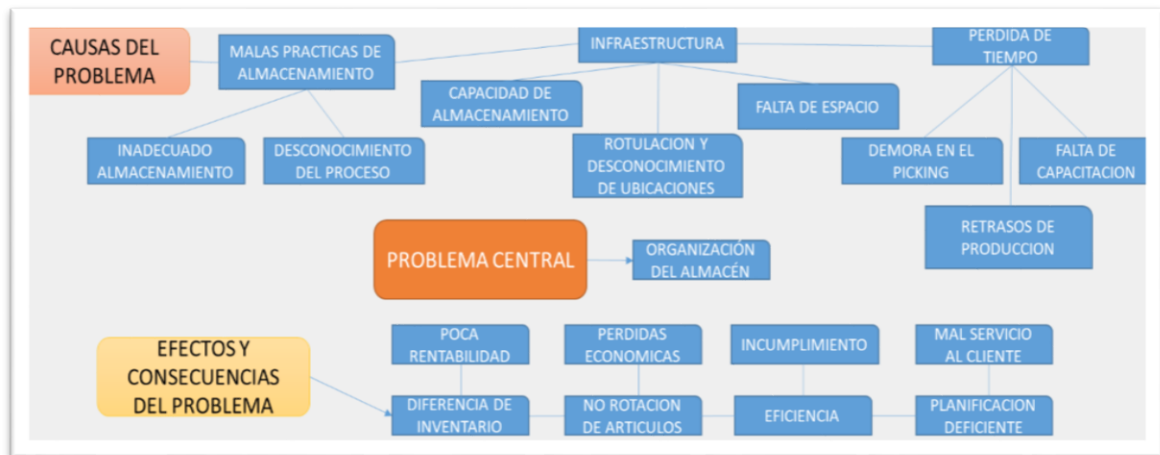 CAUSAS DEL
PROBLEMA
MALAS PRACTICAS DE
ALMACENAMIENTO
INFRAESTRUCTURA
PERDIDA DE
TIEMPO
CAPACIDAD DE
ALMACENAMIENTO
FALTA DE ESPACIO
INADECUADO
ALMACENAMIENTO
DESCONOCIMIENTO
DEL PROCESO
ROTULACION Y
DESCONOCIMIENTO
DE UBICACIONES
DEMORA EN EL
PICKING
FALTA DE
CAPACITACION
RETRASOS DE
PRODUCCION
PROBLEMA CENTRAL
ORGANIZACIÓN
DEL ALMACÉN
EFECTOS Y
CONSECUENCIAS
DEL PROBLEMA
POCA
RENTABILIDAD
PERDIDAS
ECONOMICAS
INCUMPLIMIENTO
MAL SERVICIO
AL CLIENTE
DIFERENCIA DE
INVENTARIO
NO ROTACION
DE ARTICULOS
EFICIENCIA
PLANIFICACION
DEFICIENTE